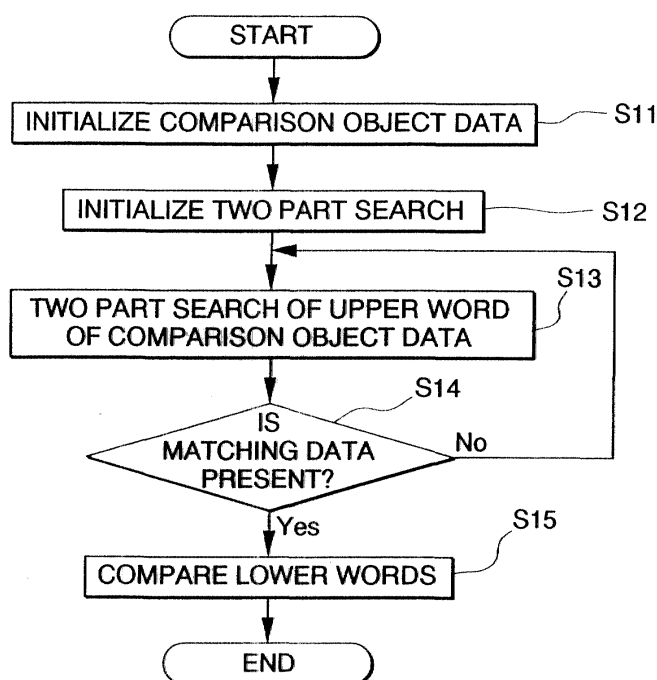 START
INITIALIZE COMPARISON OBJECT DATA
S11
INITIALIZE TWO PART SEARCH
S12
S13
TWO PART SEARCH OF UPPER WORD
OF COMPARISON OBJECT DATA
S14
IS
MATCHING DATA
PRESENT?
No
Yes
S15
COMPARE LOWER WORDS
END